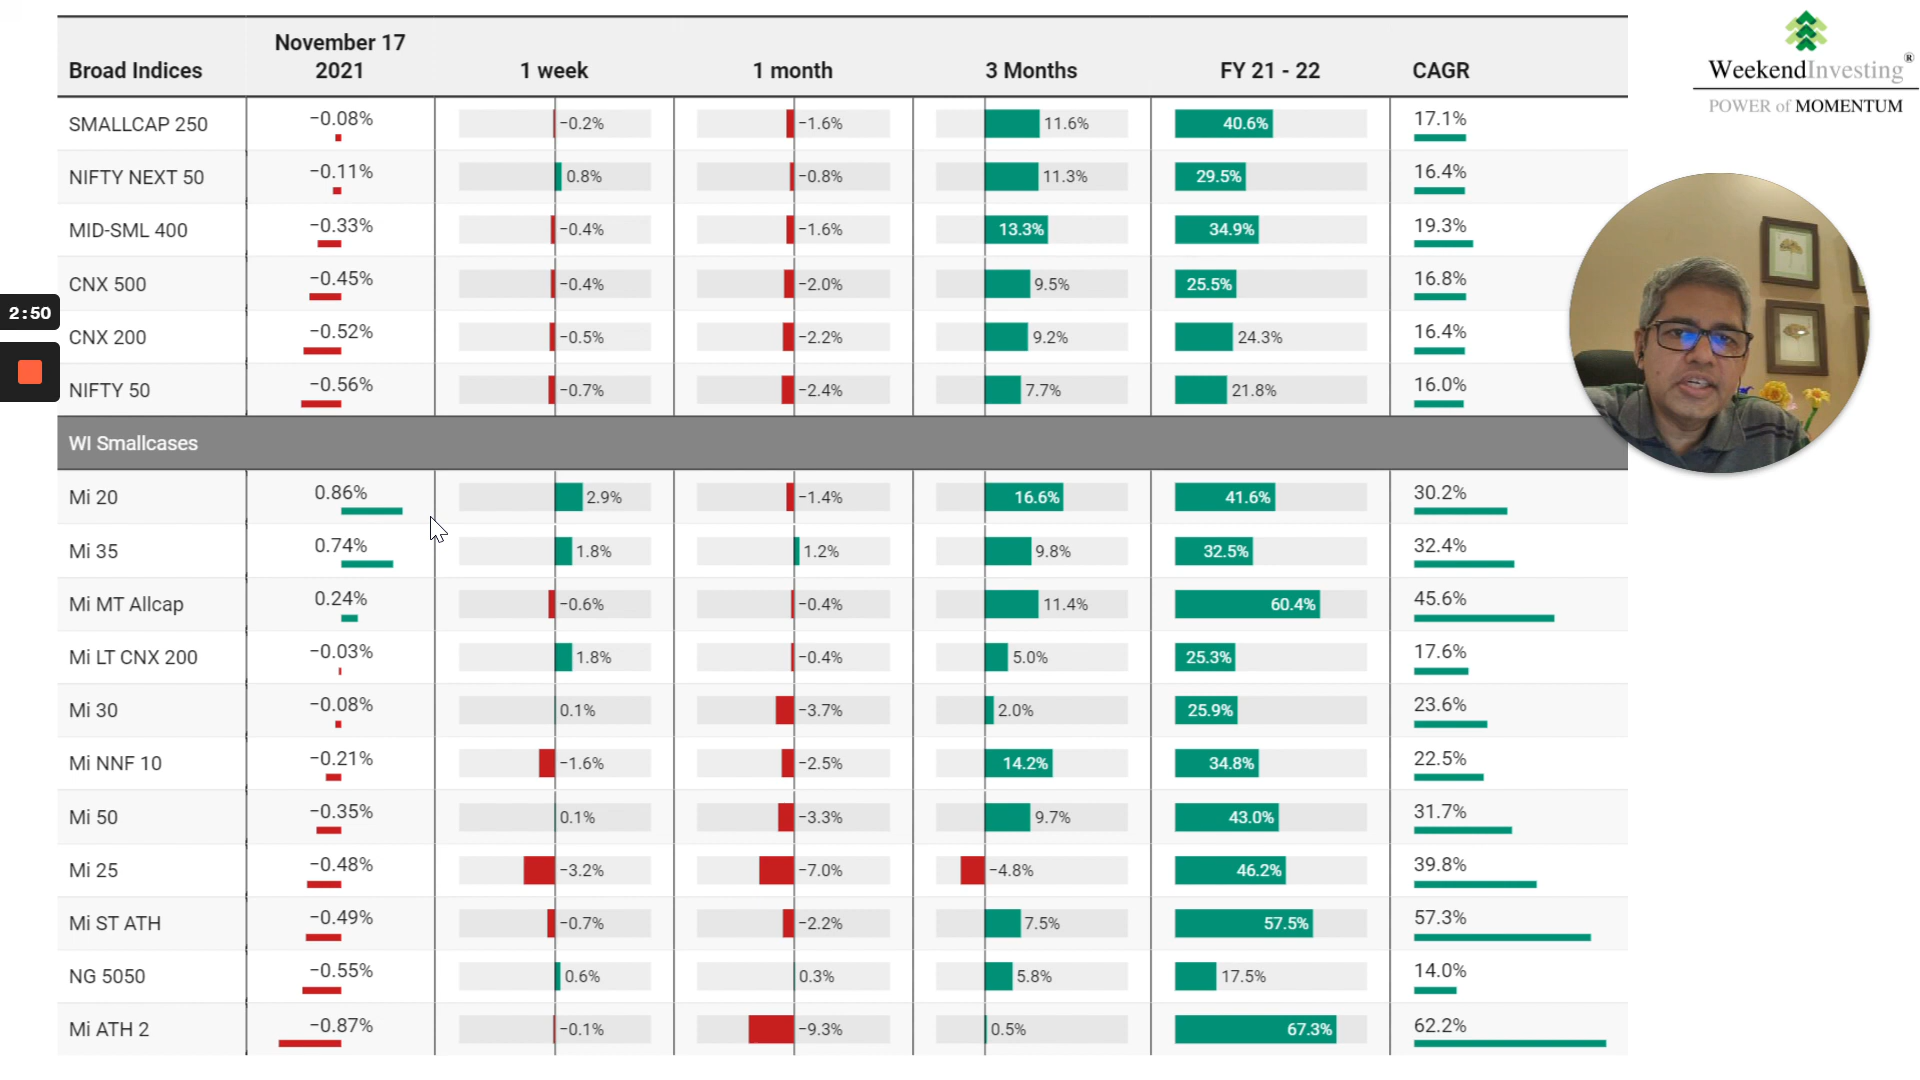 Broad Indices November 17 2021 1 week 1 month 3 Months FY 21 - 22 CAGR
SMALLCAP 250 −0.08% −0.2% −1.6% 11.6% 40.6% 17.1%
NIFTY NEXT 50 −0.11% 0.8% −0.8% 11.3% 29.5% 16.4%
MID-SML 400 −0.33% −0.4% −1.6% 13.3% 34.9% 19.3%
CNX 500 −0.45% −0.4% −2.0% 9.5% 25.5% 16.8%
CNX 200 −0.52% −0.5% −2.2% 9.2% 24.3% 16.4%
NIFTY 50 −0.56% −0.7% −2.4% 7.7% 21.8% 16.0%
WI Smallcases
Mi 20 0.86% 2.9% −1.4% 16.6% 41.6% 30.2%
Mi 35 0.74% 1.8% 1.2% 9.8% 32.5% 32.4%
Mi MT Allcap 0.24% −0.6% −0.4% 11.4% 60.4% 45.6%
Mi LT CNX 200 −0.03% 1.8% −0.4% 5.0% 25.3% 17.6%
Mi 30 −0.08% 0.1% −3.7% 2.0% 25.9% 23.6%
Mi NNF 10 −0.21% −1.6% −2.5% 14.2% 34.8% 22.5%
Mi 50 −0.35% 0.1% −3.3% 9.7% 43.0% 31.7%
Mi 25 −0.48% −3.2% −7.0% −4.8% 46.2% 39.8%
Mi ST ATH −0.49% −0.7% −2.2% 7.5% 57.5% 57.3%
NG 5050 −0.55% 0.6% 0.3% 5.8% 17.5% 14.0%
Mi ATH 2 −0.87% −0.1% −9.3% 0.5% 67.3% 62.2%
2:50
WeekendInvesting®
POWER of MOMENTUM